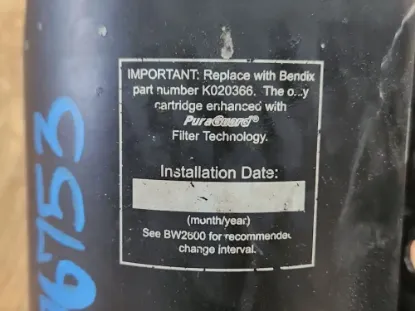 IMPORTANT: Replace with Bendix
part number K020366. The o..y
cartridge enhanced with
PuraGuard®
Filter Technology.
Installation Date:
(month/year)
See BW2600 for recommended
change interval.
6753